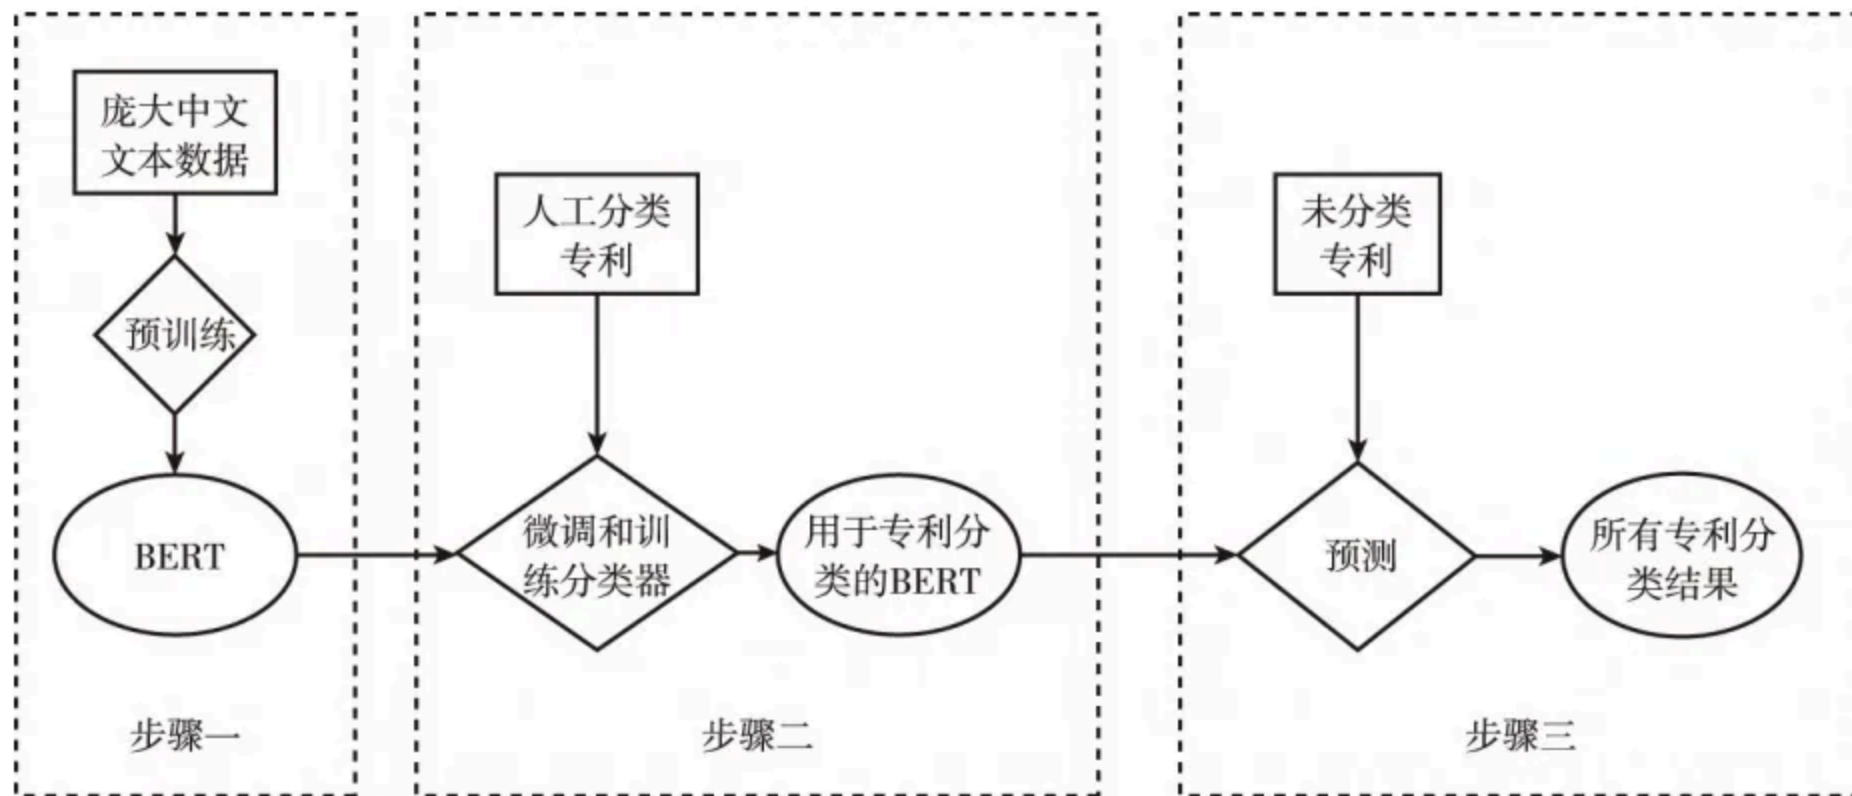 庞大中文
文本数据
预训练
BERT
步骤一
人工分类
专利
微调和训
练分类器
用于专利分
类的BERT
步骤二
未分类
专利
预测
所有专利分
类结果
步骤三